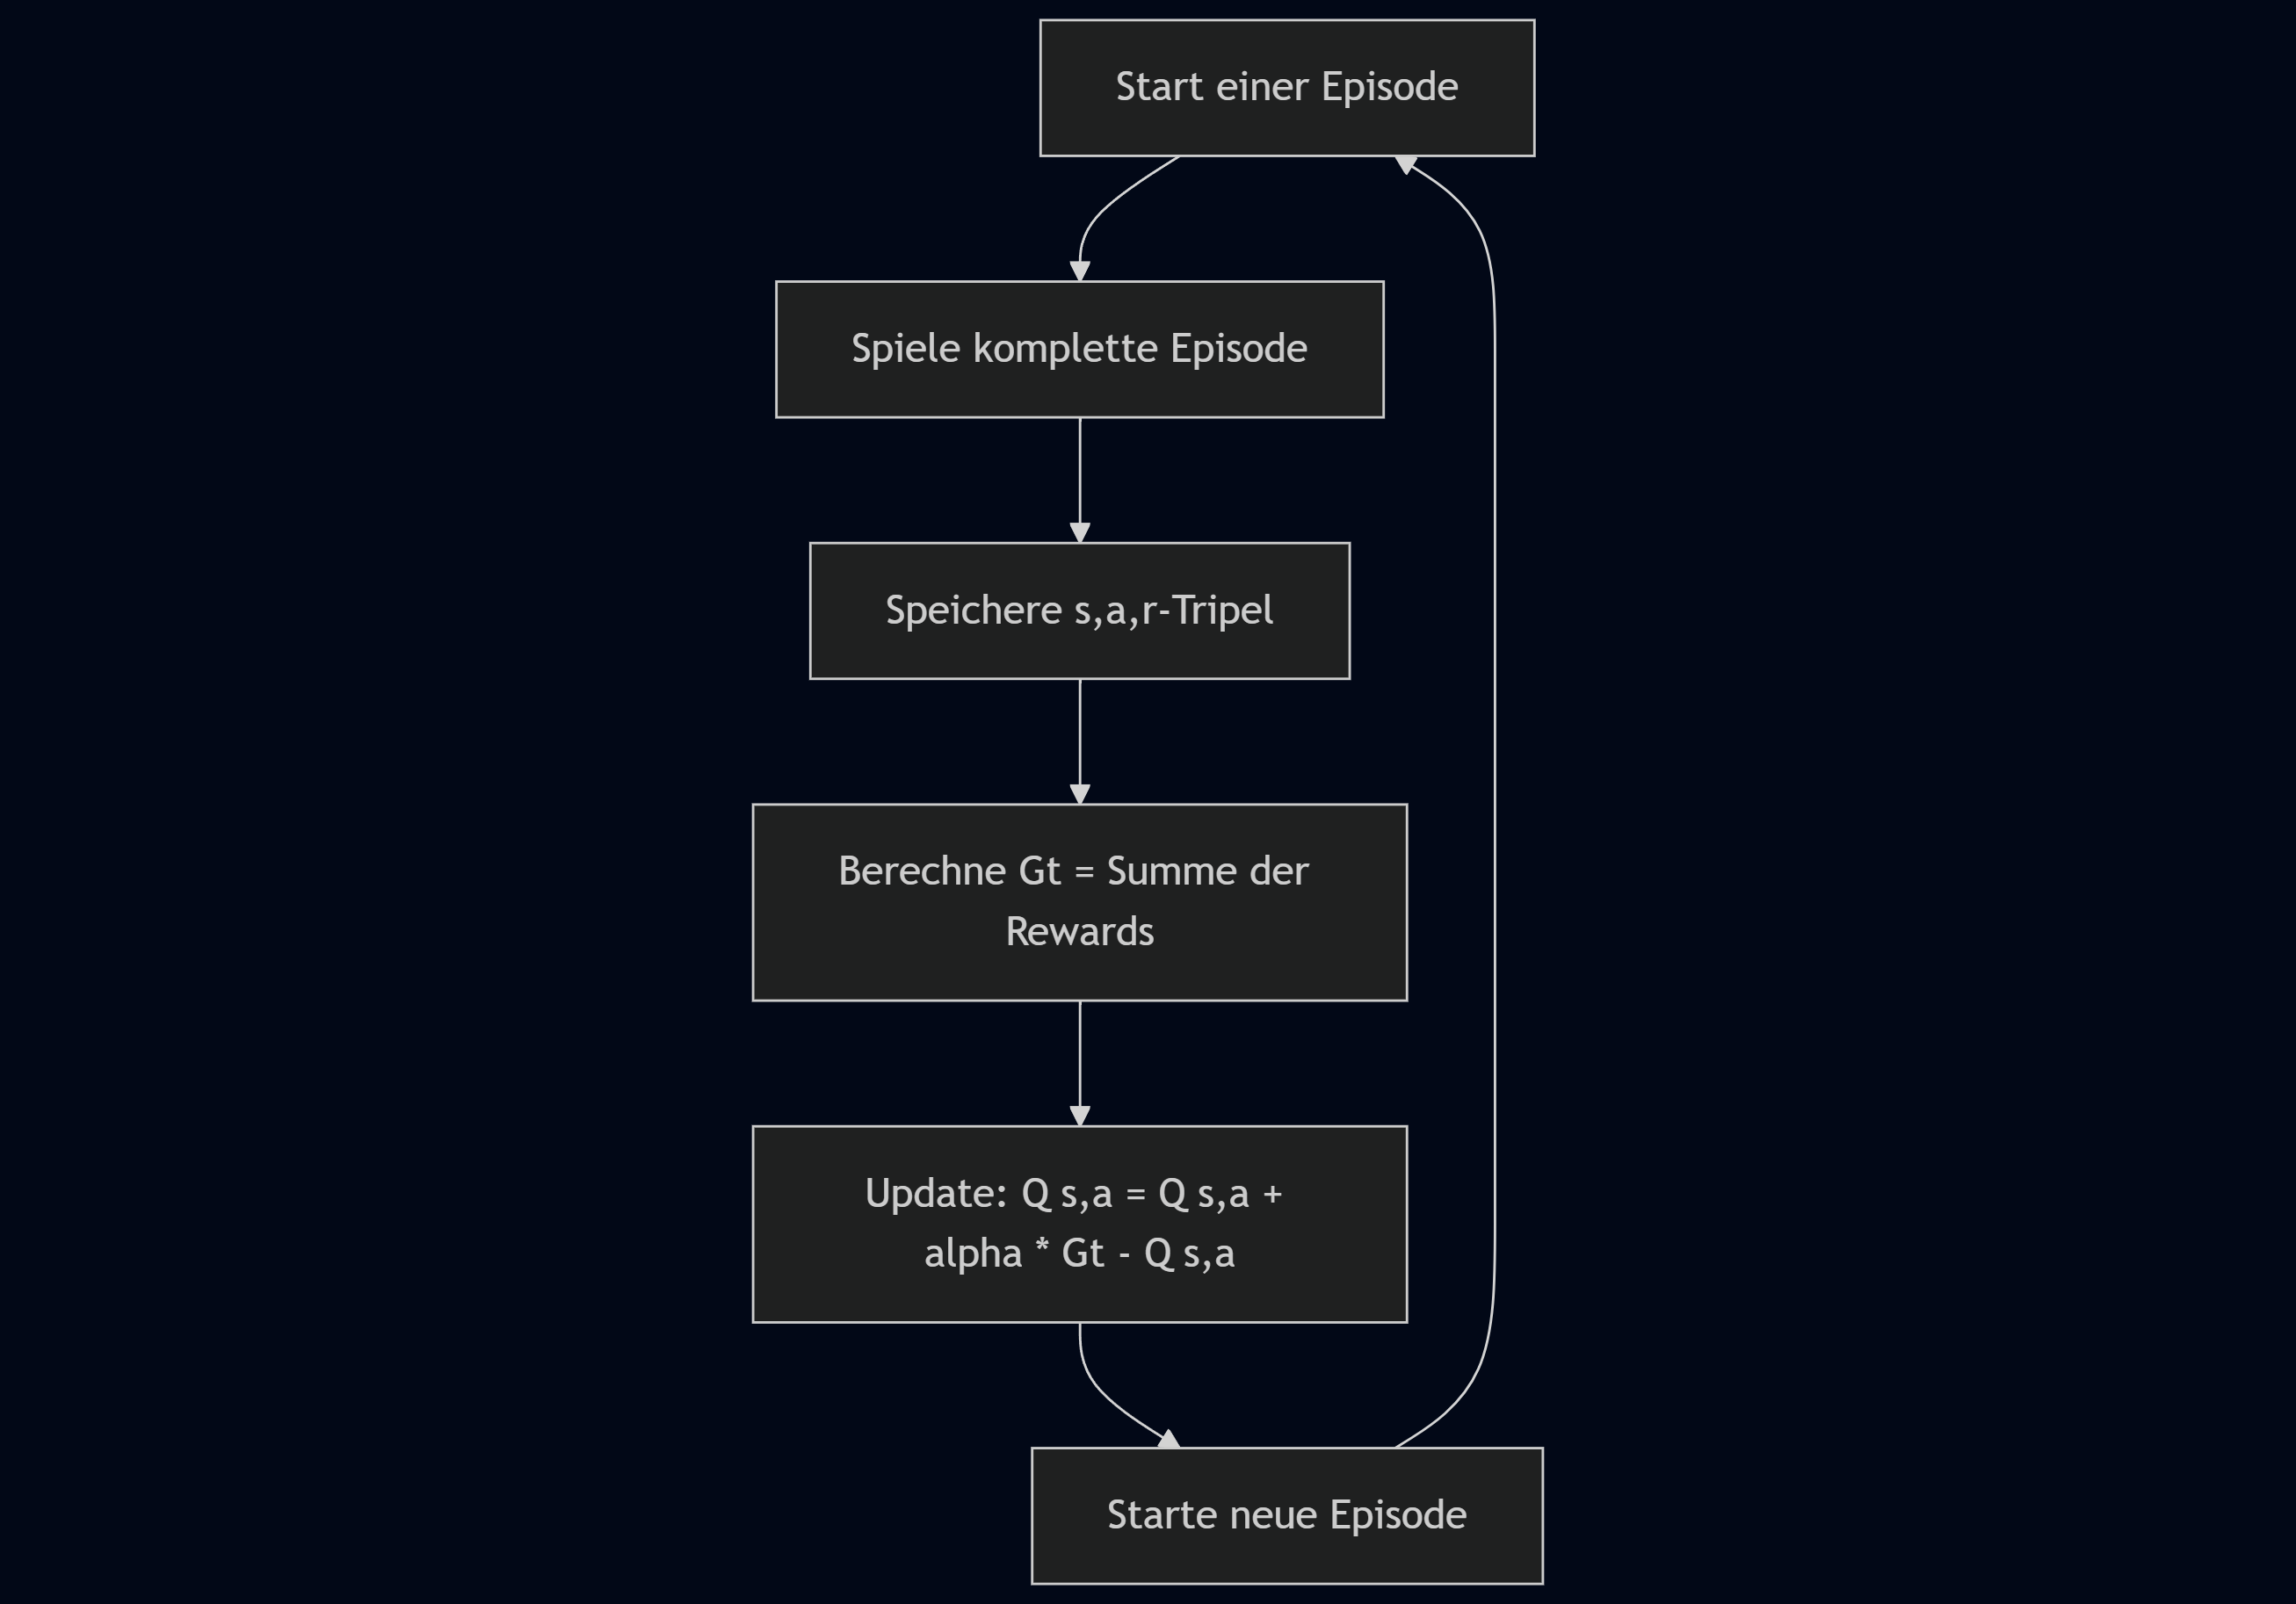 Start einer Episode
Spiele komplette Episode
Speichere s,a,r-Tripel
Berechne Gt = Summe der
Rewards
Update: Q s,a = Q s,a +
alpha * Gt - Q s,a
Starte neue Episode